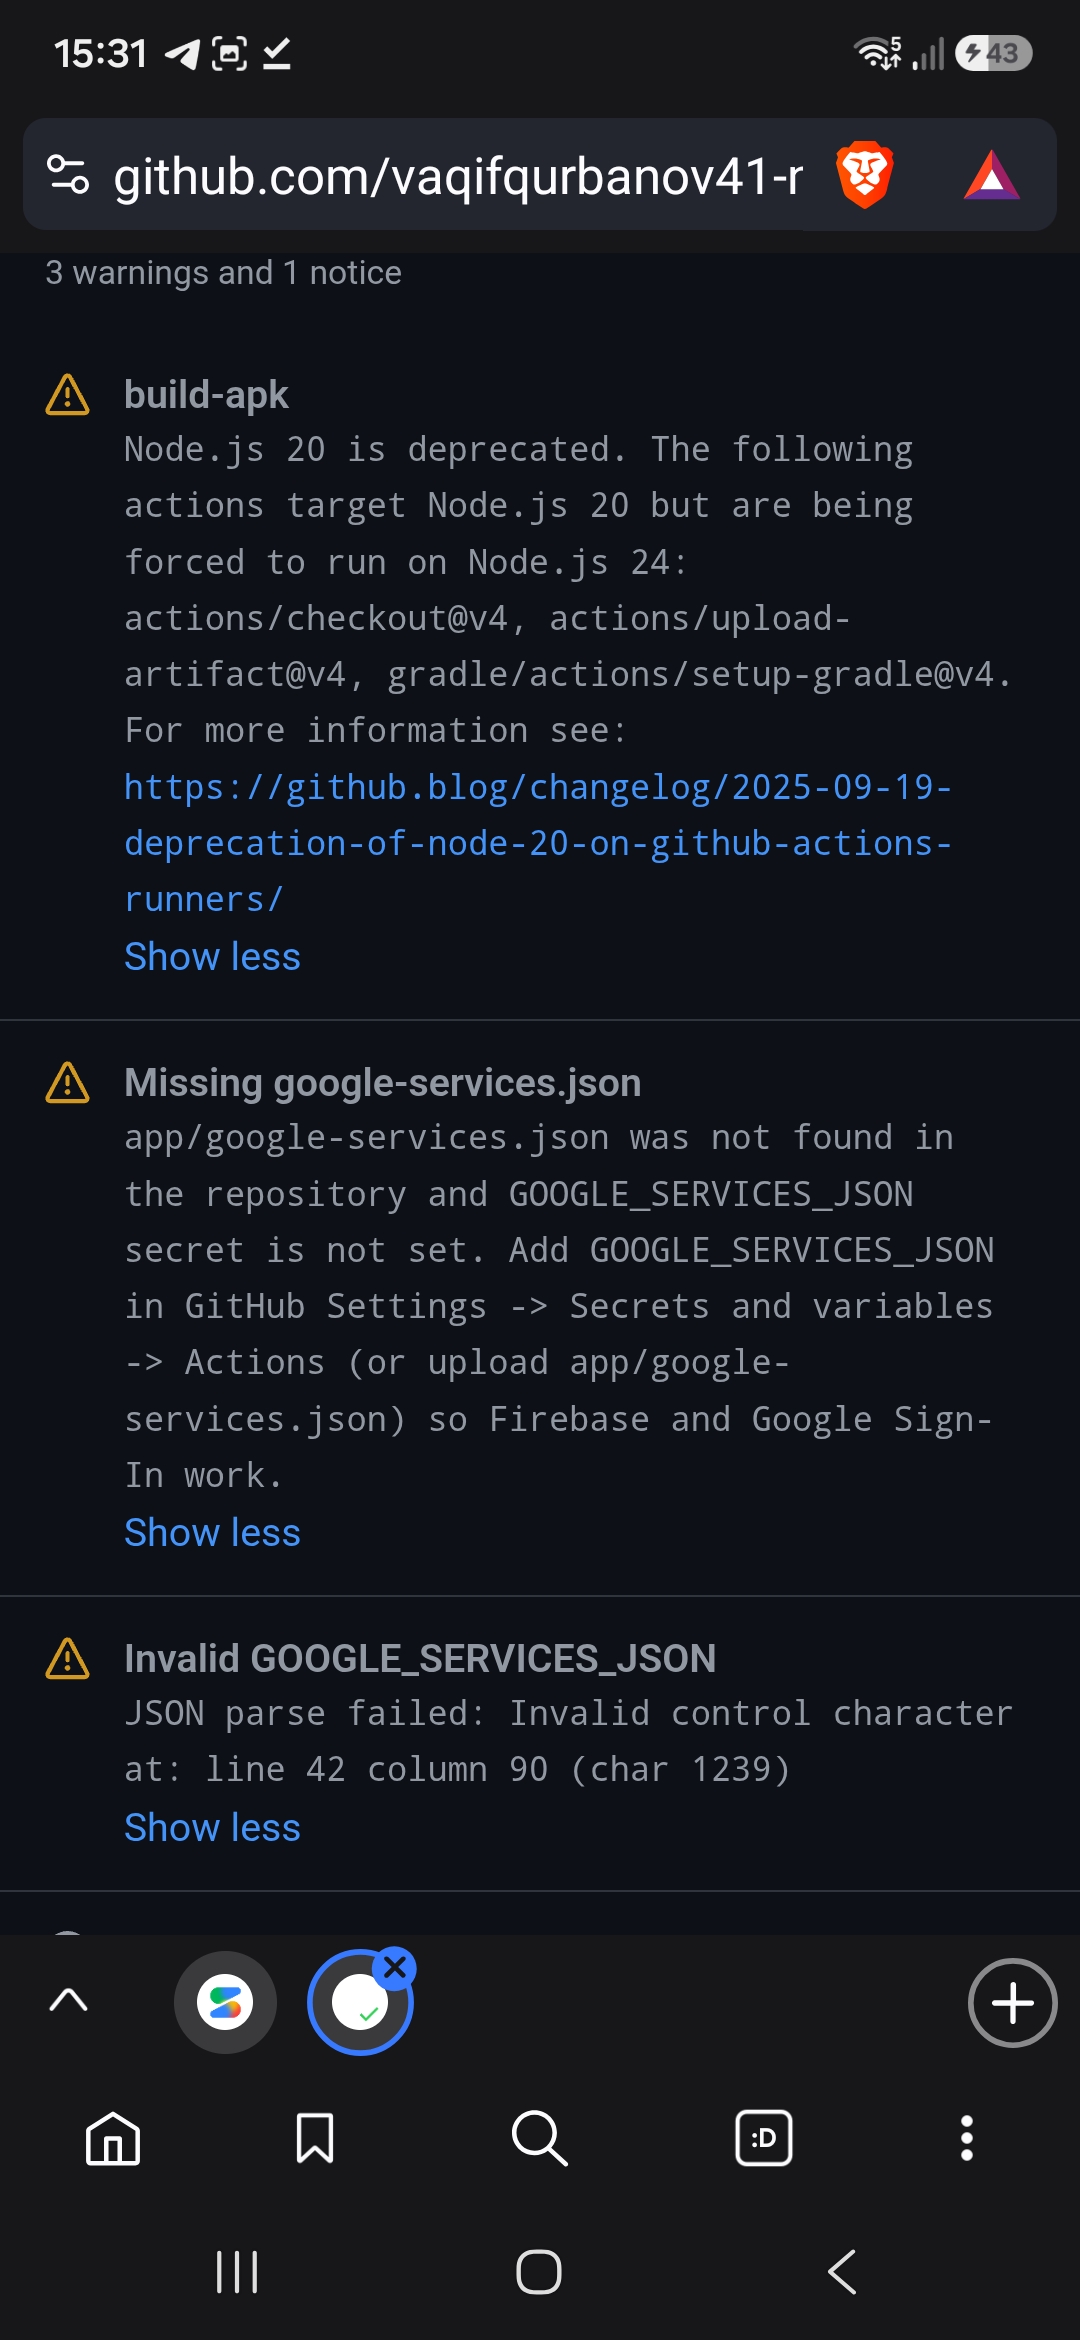 15:31
5
43
github.com/vaqifqurbanov41-r
3 warnings and 1 notice
build-apk
Node.js 20 is deprecated. The following
actions target Node.js 20 but are being
forced to run on Node.js 24:
actions/checkout@v4, actions/upload-
artifact@v4, gradle/actions/setup-gradle@v4.
For more information see:
https://github.blog/changelog/2025-09-19-
deprecation-of-node-20-on-github-actions-
runners/
Show less
Missing google-services.json
app/google-services.json was not found in
the repository and GOOGLE_SERVICES_JSON
secret is not set. Add GOOGLE_SERVICES_JSON
in GitHub Settings -> Secrets and variables
-> Actions (or upload app/google-
services.json) so Firebase and Google Sign-
In work.
Show less
Invalid GOOGLE_SERVICES_JSON
JSON parse failed: Invalid control character
at: line 42 column 90 (char 1239)
Show less
:D